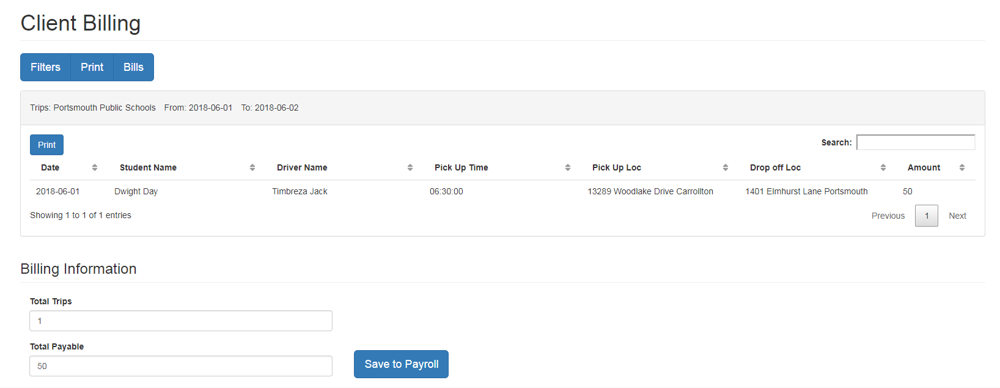 Client Billing
Filters Print Bills
Trips: Portsmouth Public Schools From: 2018-06-01 To: 2018-06-02
Print Search:
Date Student Name Driver Name Pick Up Time Pick Up Loc Drop off Loc Amount
2018-06-01 Dwight Day Timbreza Jack 06:30:00 13289 Woodlake Drive Carrollton 1401 Elmhurst Lane Portsmouth 50
Showing 1 to 1 of 1 entries Previous 1 Next
Billing Information
Total Trips
1
Total Payable
50 Save to Payroll